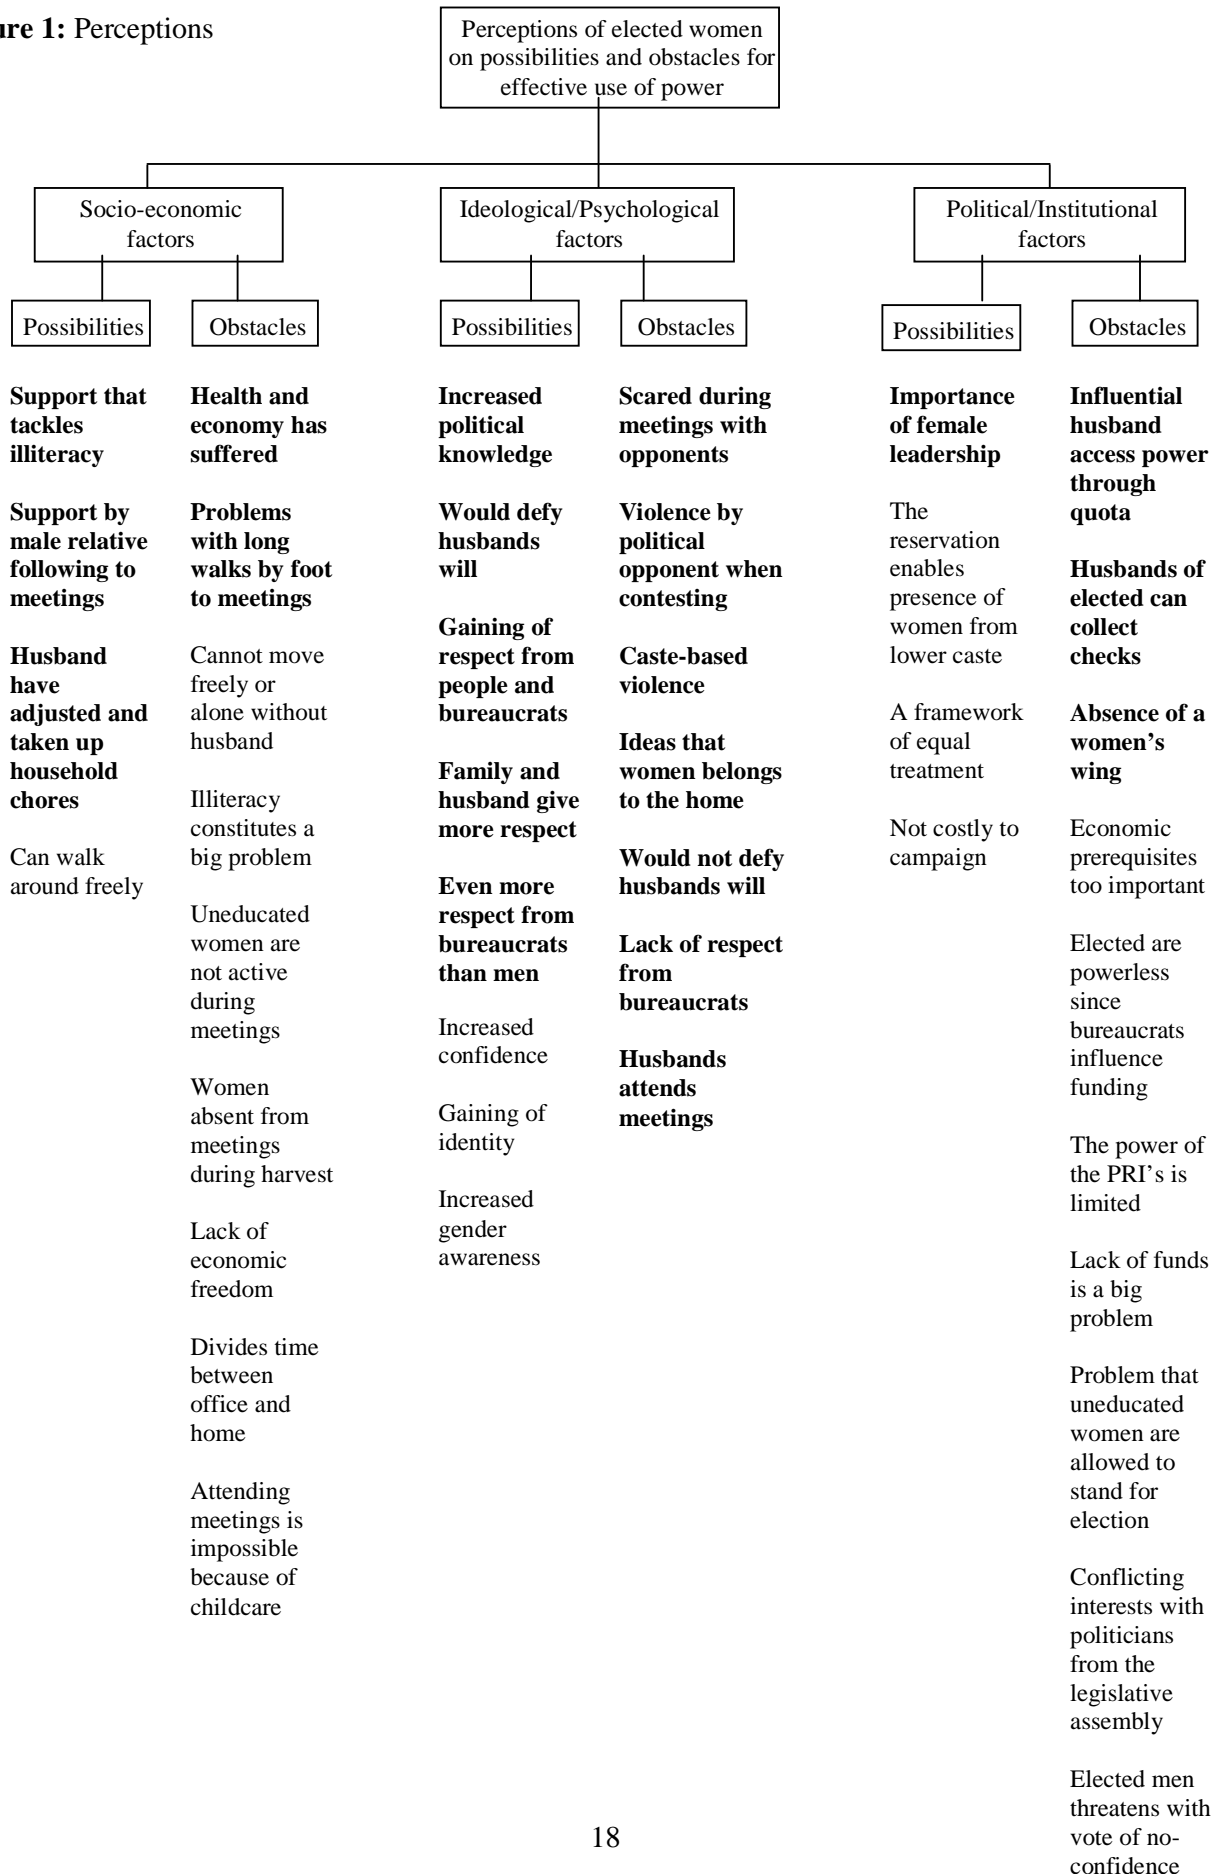 ure 1: Perceptions
Perceptions of elected women
on possibilities and obstacles for
effective use of power
Socio-economic
factors
Ideological/Psychological
factors
Political/Institutional
factors
Possibilities
Obstacles
Possibilities
Obstacles
Possibilities
Obstacles
Support that
tackles
illiteracy
Support by
male relative
following to
meetings
Husband
have
adjusted and
taken up
household
chores
Can walk
around freely
Health and
economy has
suffered
Problems
with long
walks by foot
to meetings
Cannot move
freely or
alone without
husband
Illiteracy
constitutes a
big problem
Uneducated
women are
not active
during
meetings
Women
absent from
meetings
during harvest
Lack of
economic
freedom
Divides time
between
office and
home
Attending
meetings is
impossible
because of
childcare
Increased
political
knowledge
Would defy
husbands
will
Gaining of
respect from
people and
bureaucrats
Family and
husband give
more respect
Even more
respect from
bureaucrats
than men
Increased
confidence
Gaining of
identity
Increased
gender
awareness
Scared during
meetings with
opponents
Violence by
political
opponent when
contesting
Caste-based
violence
Ideas that
women belongs
to the home
Would not defy
husbands will
Lack of respect
from
bureaucrats
Husbands
attends
meetings
Importance
of female
leadership
The
reservation
enables
presence of
women from
lower caste
A framework
of equal
treatment
Not costly to
campaign
Influential
husband
access power
through
quota
Husbands of
elected can
collect
checks
Absence of a
women’s
wing
Economic
prerequisites
too important
Elected are
powerless
since
bureaucrats
influence
funding
The power of
the PRI’s is
limited
Lack of funds
is a big
problem
Problem that
uneducated
women are
allowed to
stand for
election
Conflicting
interests with
politicians
from the
legislative
assembly
Elected men
threatens with
vote of no-
confidence
18